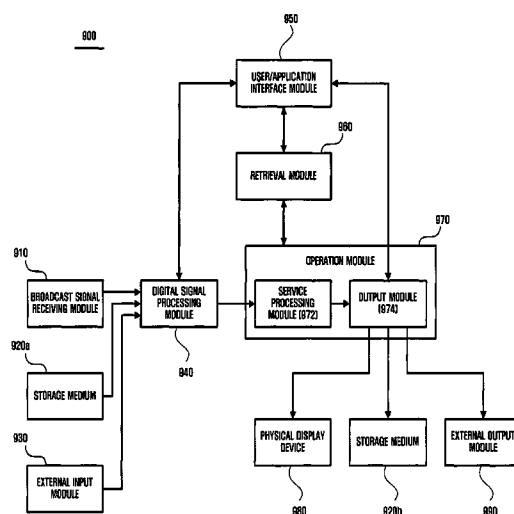 900
950
USER/APPLICATION
INTERFACE MODULE
960
RETRIEVAL MODULE
970
OPERATION MODULE
910
BROADCAST SIGNAL
RECEIVING MODULE
DIGITAL SIGNAL
PROCESSING
MODULE
SERVICE
PROCESSING
MODULE (972)
OUTPUT MODULE
(974)
940
920a
STORAGE MEDIUM
930
EXTERNAL INPUT
MODULE
PHYSICAL DISPLAY
DEVICE
STORAGE MEDIUM
EXTERNAL OUTPUT
MODULE
980
920b
990